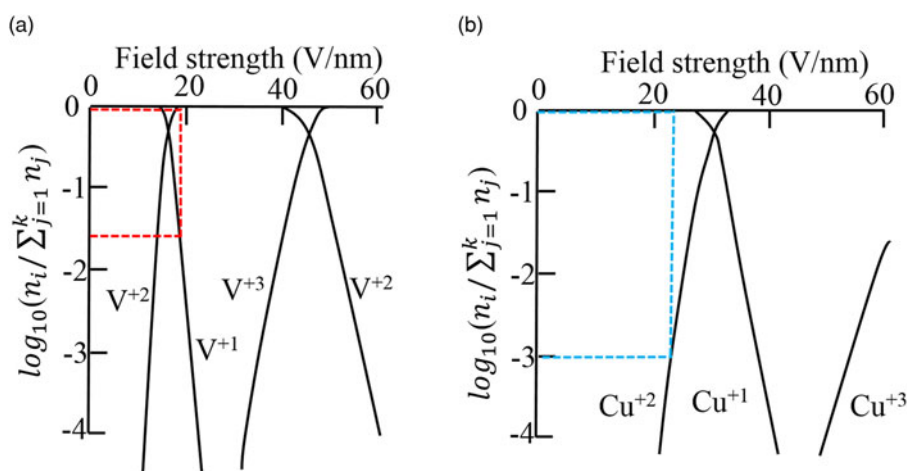 (a)
Field strength (V/nm)
0 20 40 60
0
-1
-2
-3
-4
log₁₀(nᵢ/Σᵏⱼ₌₁ nⱼ)
V⁺²
V⁺¹
V⁺³
V⁺²
(b)
Field strength (V/nm)
0 20 40 60
0
-1
-2
-3
-4
log₁₀(nᵢ/Σᵏⱼ₌₁ nⱼ)
Cu⁺²
Cu⁺¹
Cu⁺³